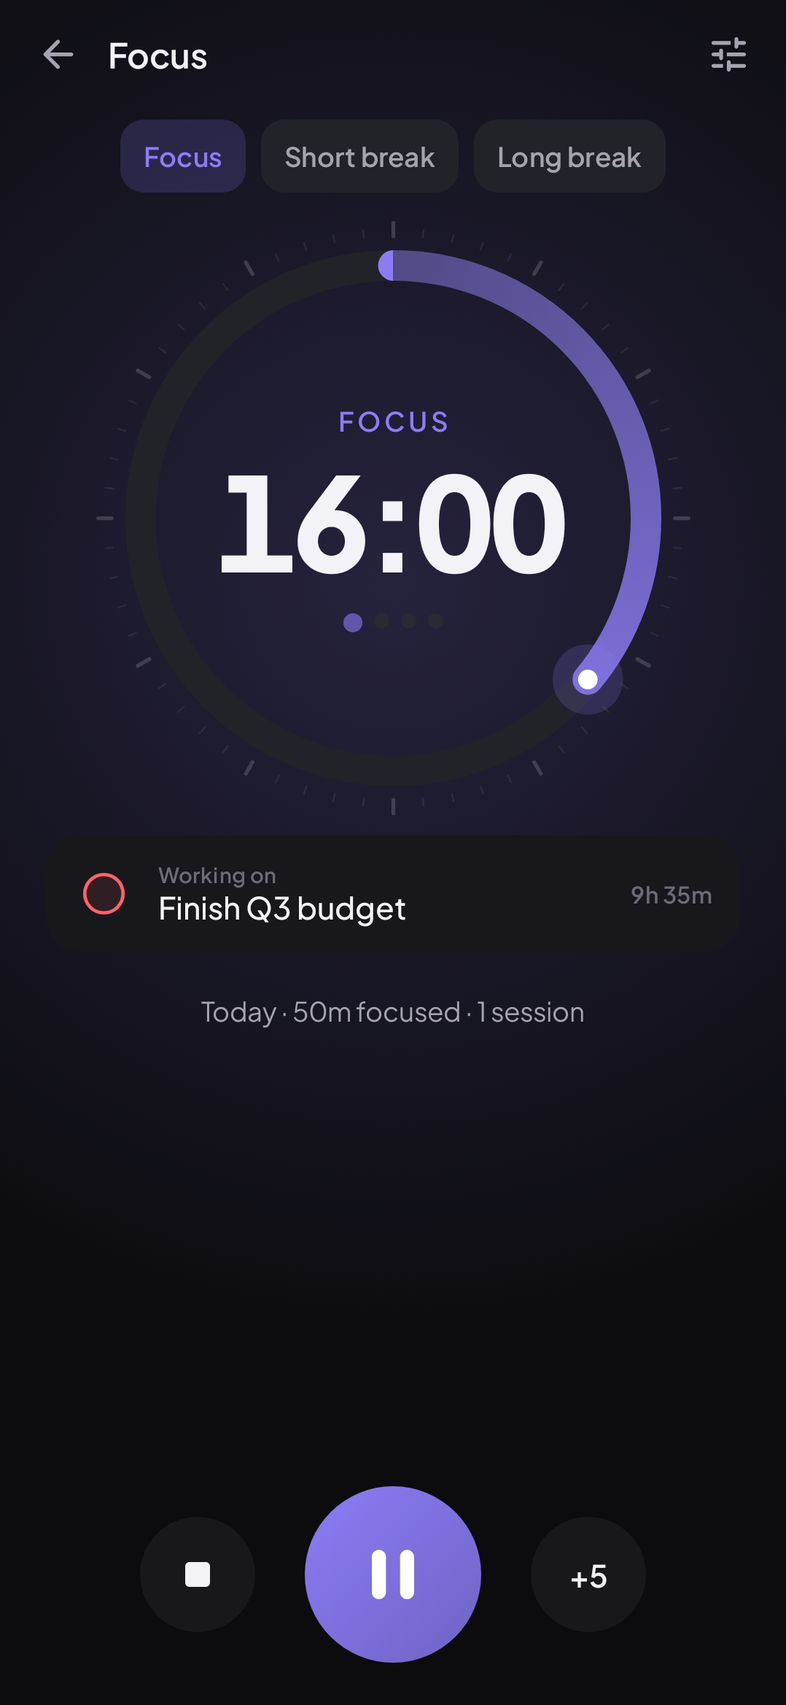 Focus
Focus
Short break
Long break
FOCUS
16:00
Working on
Finish Q3 budget
9h 35m
Today · 50m focused · 1 session
+5